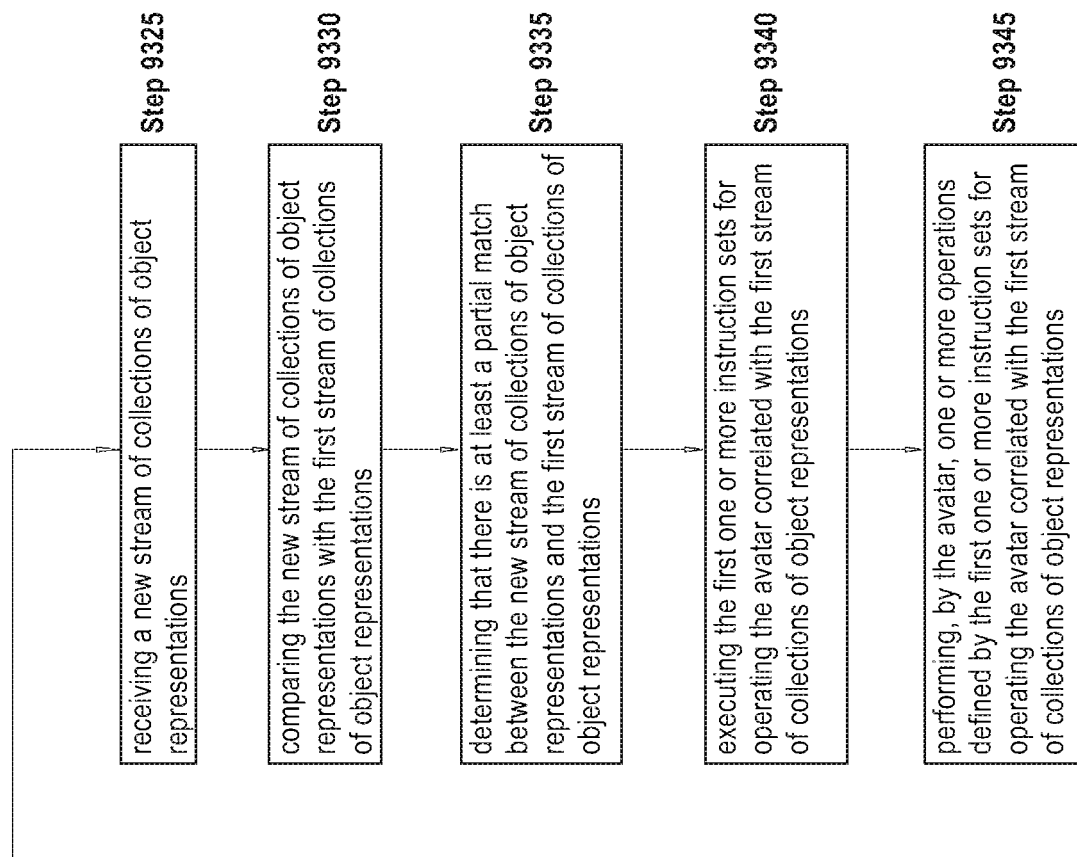 receiving a new stream of collections of object
representations
Step 9325
comparing the new stream of collections of object
representations with the first stream of collections
of object representations
Step 9330
determining that there is at least a partial match
between the new stream of collections of object
representations and the first stream of collections of
object representations
Step 9335
executing the first one or more instruction sets for
operating the avatar correlated with the first stream
of collections of object representations
Step 9340
performing, by the avatar, one or more operations
defined by the first one or more instruction sets for
operating the avatar correlated with the first stream
of collections of object representations
Step 9345